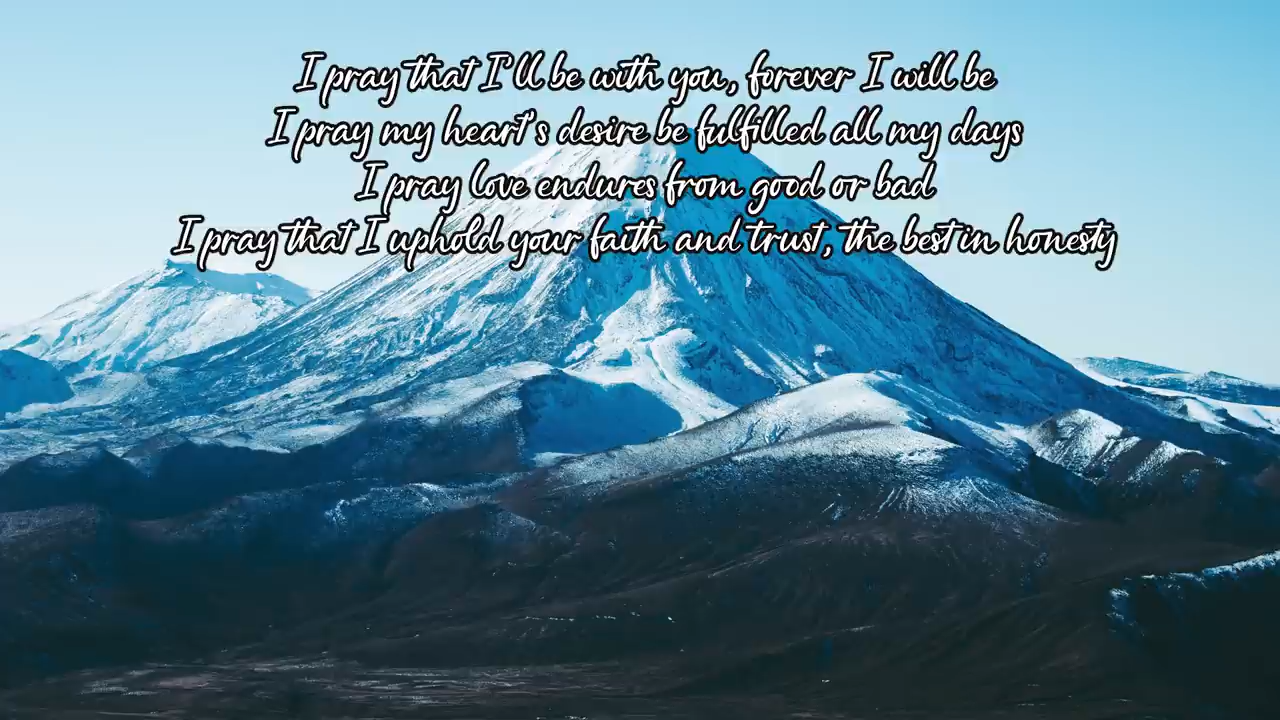 I pray that I'll be with you, forever I will be
I pray my heart's desire be fulfilled all my days
I pray love endures from good or bad
I pray that I uphold your faith and trust, the best in honesty